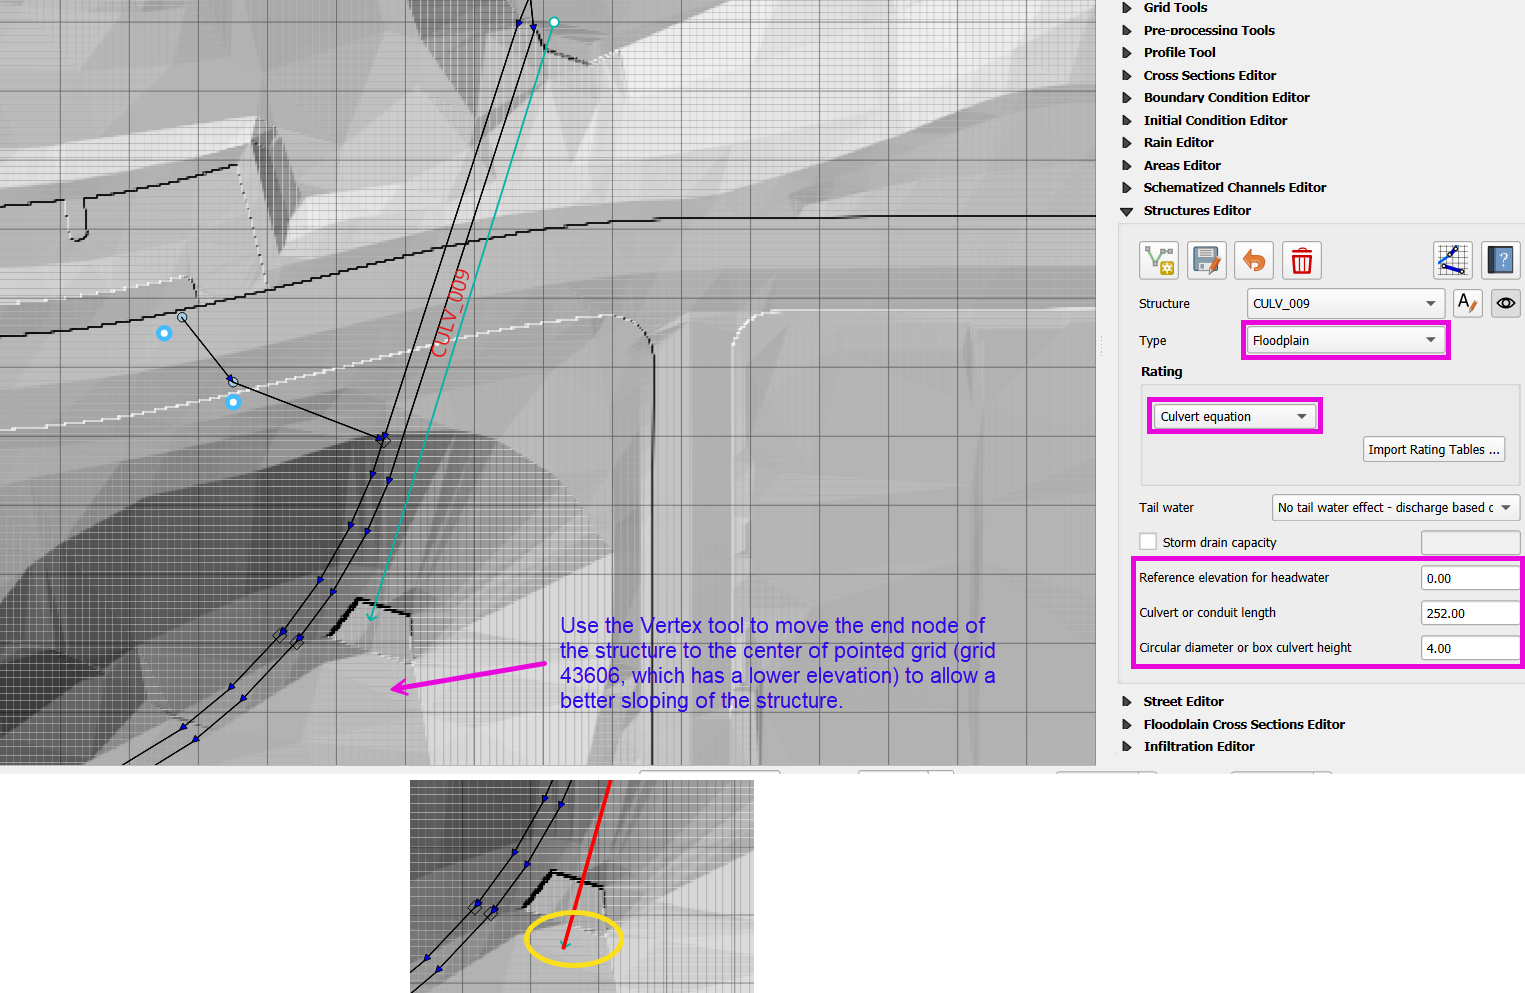 Grid Tools
Pre-processing Tools
Profile Tool
Cross Sections Editor
Boundary Condition Editor
Initial Condition Editor
Rain Editor
Areas Editor
Schematized Channels Editor
Structures Editor
Structure CULV_009
Type Floodplain
Rating
Culvert equation
Import Rating Tables ...
Tail water No tail water effect - discharge based c
Storm drain capacity
Reference elevation for headwater 0.00
Culvert or conduit length 252.00
Circular diameter or box culvert height 4.00
Street Editor
Floodplain Cross Sections Editor
Infiltration Editor
CULV_009
Use the Vertex tool to move the end node of
the structure to the center of pointed grid (grid
43606, which has a lower elevation) to allow a
better sloping of the structure.